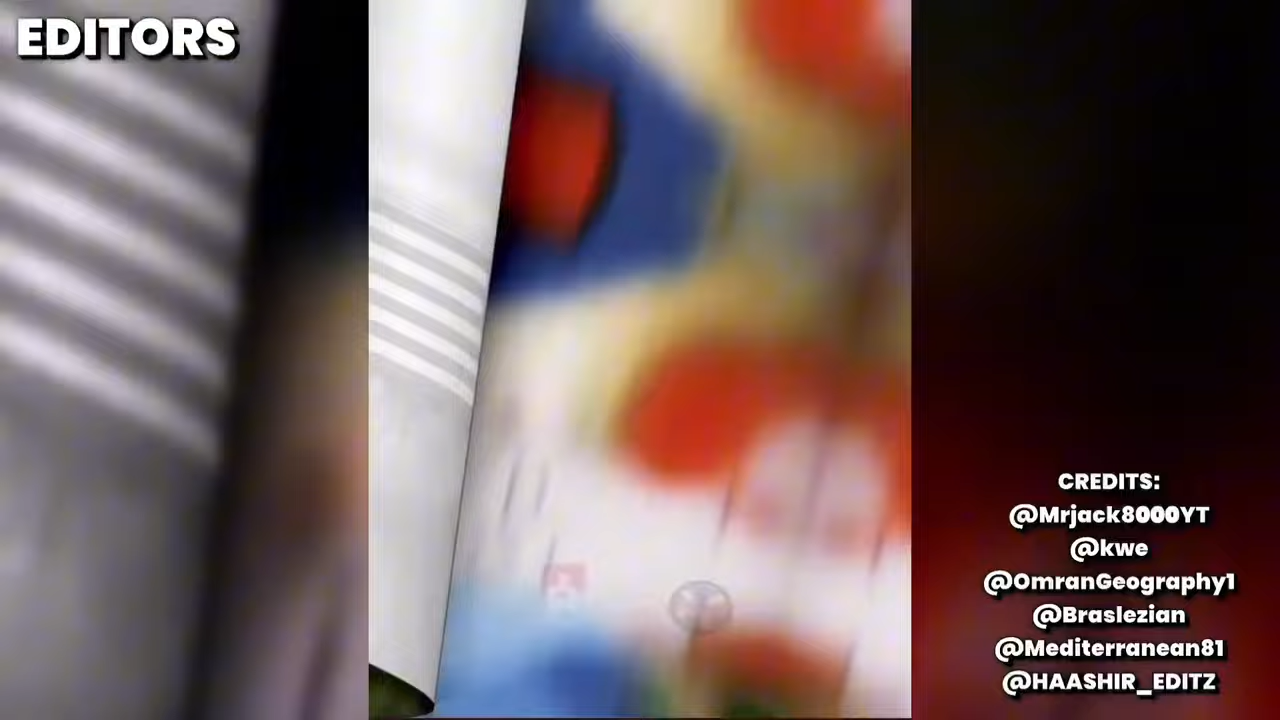 EDITORS
CREDITS:
@Mrjack8000YT
@kwe
@OmranGeography1
@Braslezian
@Mediterranean81
@HAASHIR_EDITZ